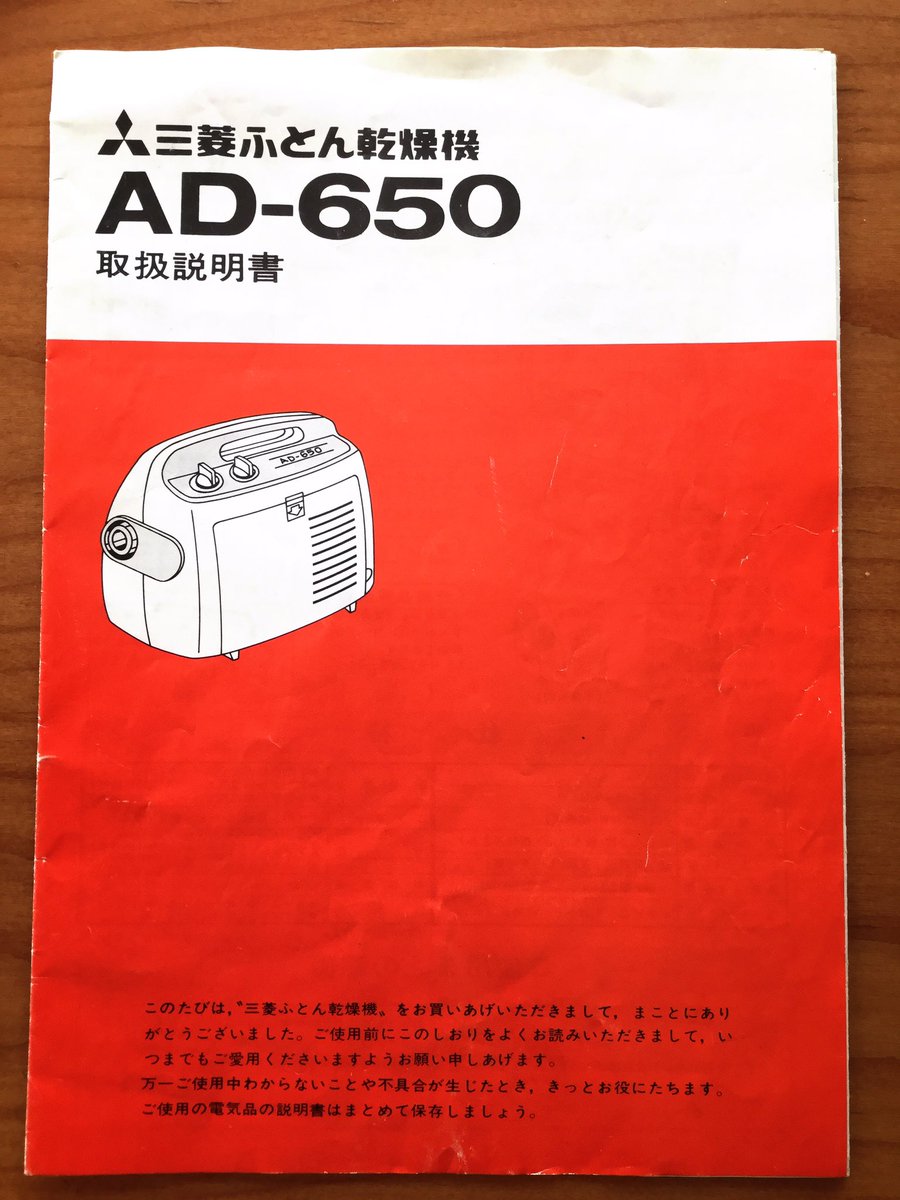 三菱ふとん乾燥機
AD-650
取扱説明書
AD-650
このたびは,〝三菱ふとん乾燥機〟をお買いあげいただきまして, まことにあり
がとうございました。ご使用前にこのしおりをよくお読みいただきまして, い
つまでもご愛用くださいますようお願い申しあげます。
万一ご使用中わからないことや不具合が生じたとき, きっとお役にたちます。
ご使用の電気品の説明書はまとめて保存しましょう。